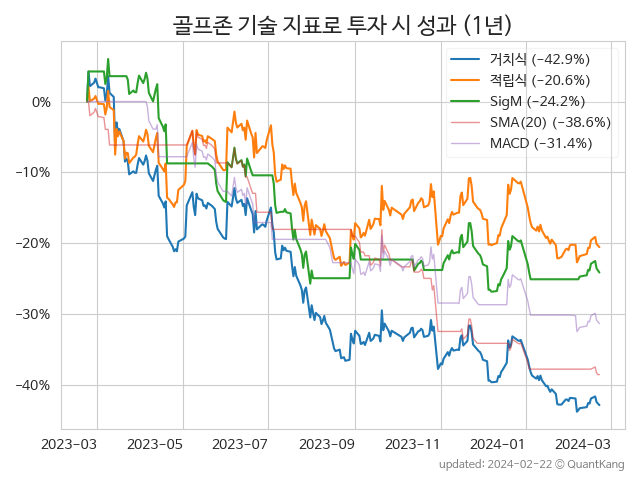 골프존 기술 지표로 투자 시 성과 (1년)
거치식 (−42.9%)
적립식 (−20.6%)
SigM (−24.2%)
SMA(20) (−38.6%)
MACD (−31.4%)
0%
−10%
−20%
−30%
−40%
2023-03 2023-05 2023-07 2023-09 2023-11 2024-01 2024-03
updated: 2024-02-22 © QuantKang